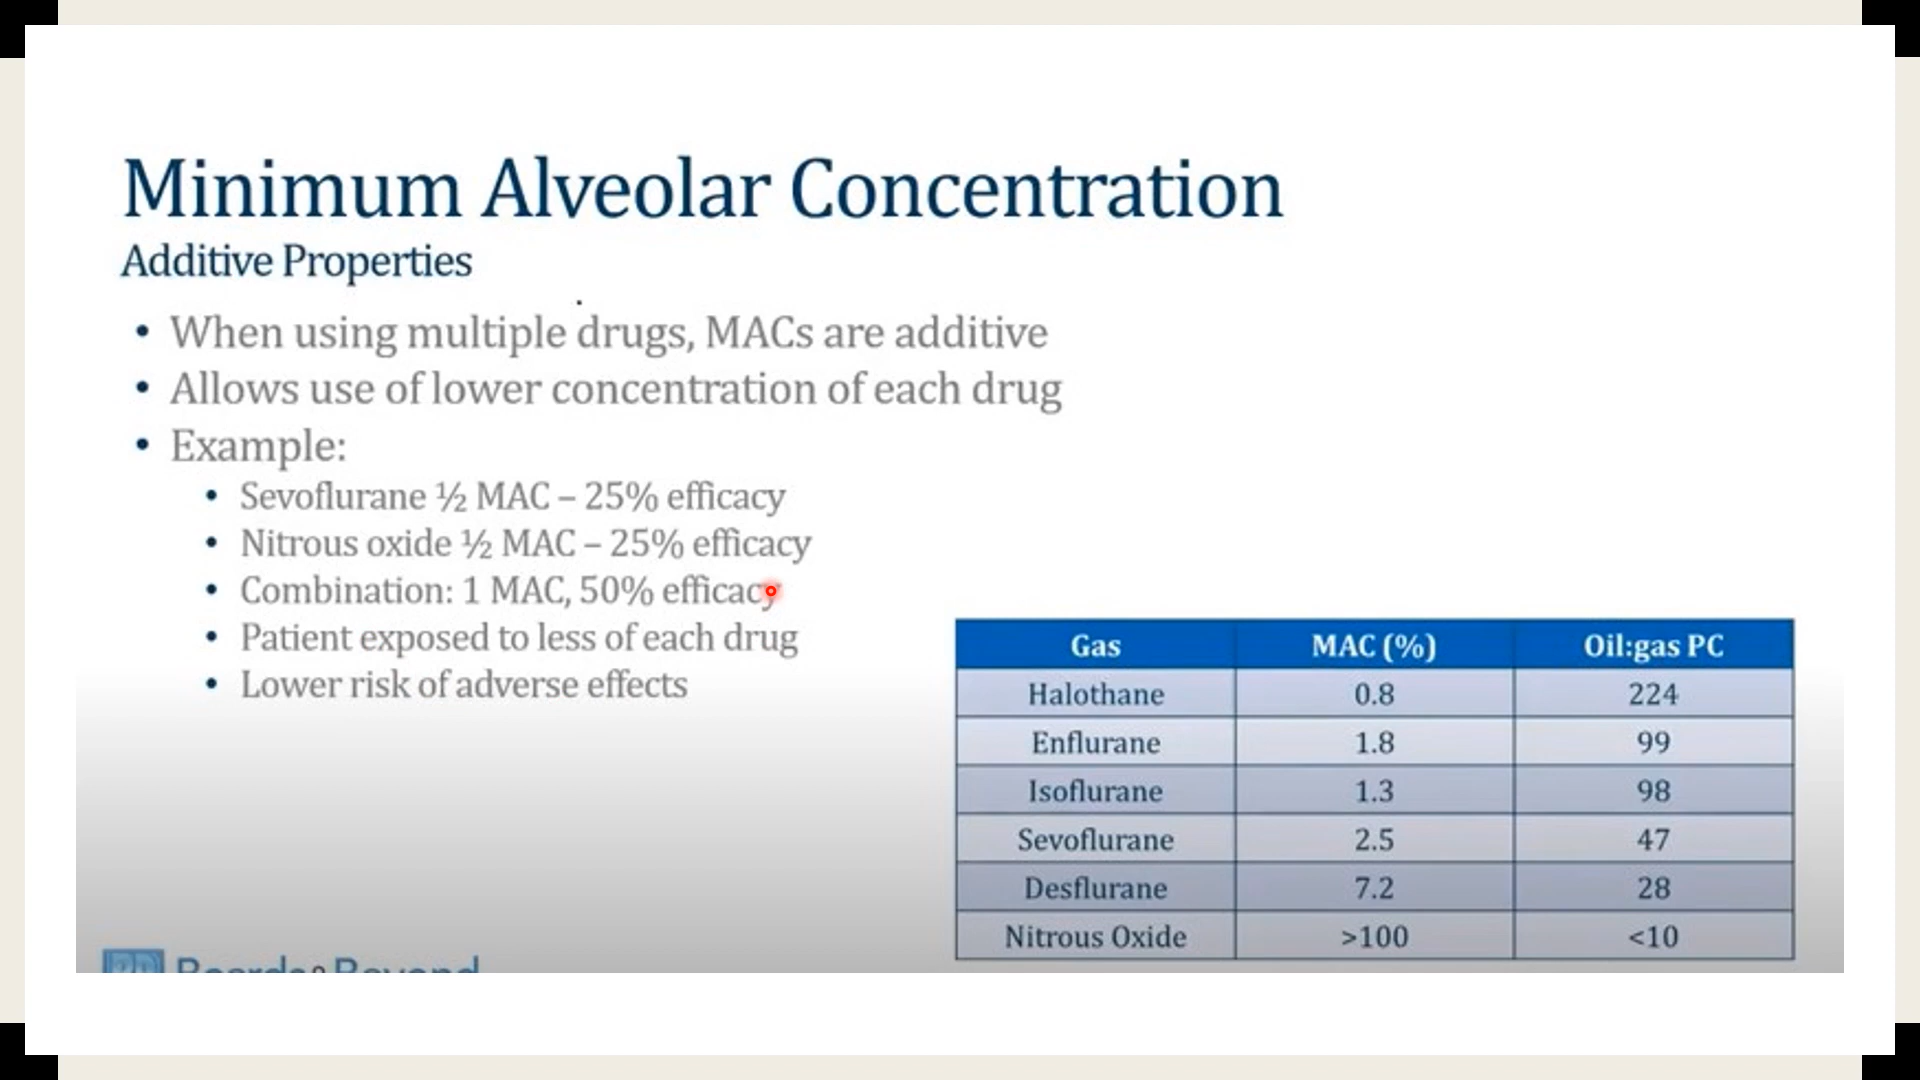 Minimum Alveolar Concentration
Additive Properties
• When using multiple drugs, MACs are additive
• Allows use of lower concentration of each drug
• Example:
• Sevoflurane ½ MAC – 25% efficacy
• Nitrous oxide ½ MAC – 25% efficacy
• Combination: 1 MAC, 50% efficacy
• Patient exposed to less of each drug
• Lower risk of adverse effects
Gas MAC (%) Oil:gas PC
Halothane 0.8 224
Enflurane 1.8 99
Isoflurane 1.3 98
Sevoflurane 2.5 47
Desflurane 7.2 28
Nitrous Oxide >100 <10